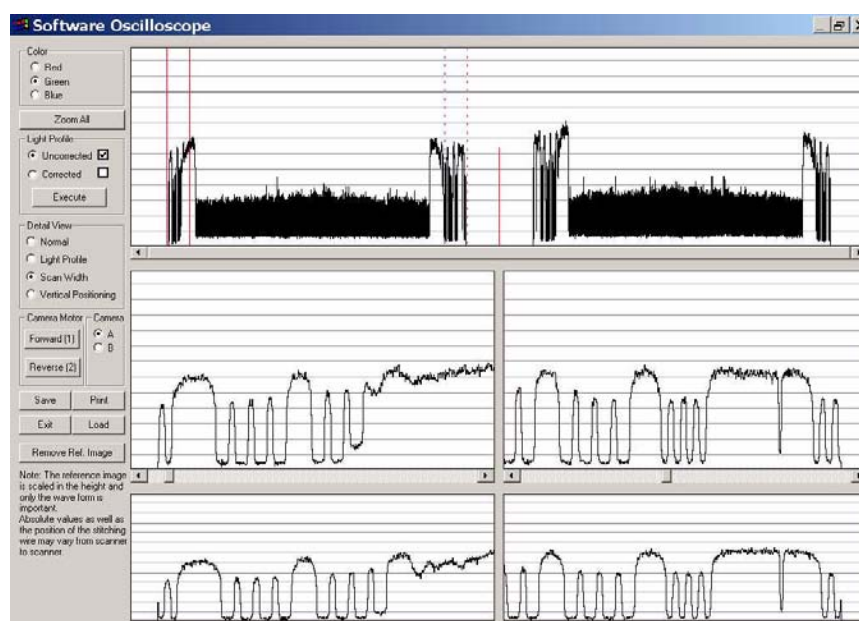 Software Oscilloscope
Color
Red
Green
Blue
Zoom All
Light Profile
Uncorrected
Corrected
Execute
Detail View
Normal
Light Profile
Scan Width
Vertical Positioning
Camera Motor
Camera
Forward (1)
A
B
Reverse (2)
Save
Print
Exit
Load
Remove Ref. Image
Note: The reference image
is scaled in the height and
only the wave form is
important.
Absolute values as well as
the position of the stitching
wire may vary from scanner
to scanner.